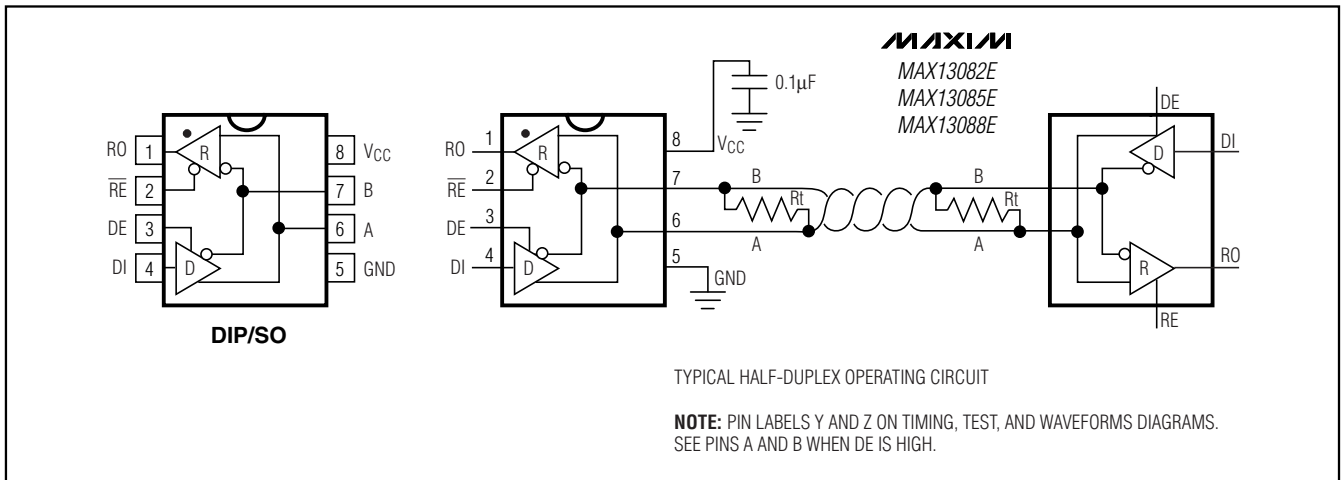 MAXIM
MAX13082E
MAX13085E
MAX13088E
RO 1
RE 2
DE 3
DI 4
R
D
8 VCC
7 B
6 A
5 GND
DIP/SO
RO 1
RE 2
DE 3
DI 4
R
D
0.1μF
8 VCC
7 B
Rt
6 A
5 GND
B
Rt
A
DE
D DI
R RO
RE
TYPICAL HALF-DUPLEX OPERATING CIRCUIT
NOTE: PIN LABELS Y AND Z ON TIMING, TEST, AND WAVEFORMS DIAGRAMS.
SEE PINS A AND B WHEN DE IS HIGH.